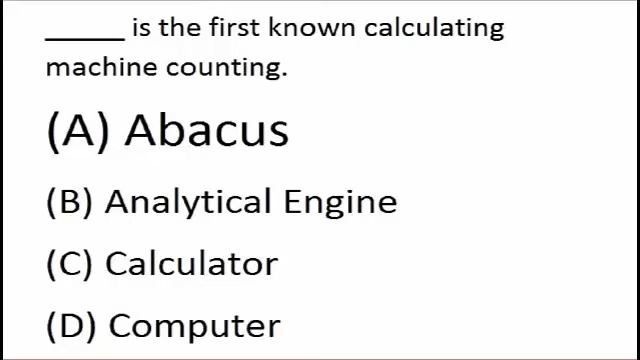 _____ is the first known calculating
machine counting.
(A) Abacus
(B) Analytical Engine
(C) Calculator
(D) Computer